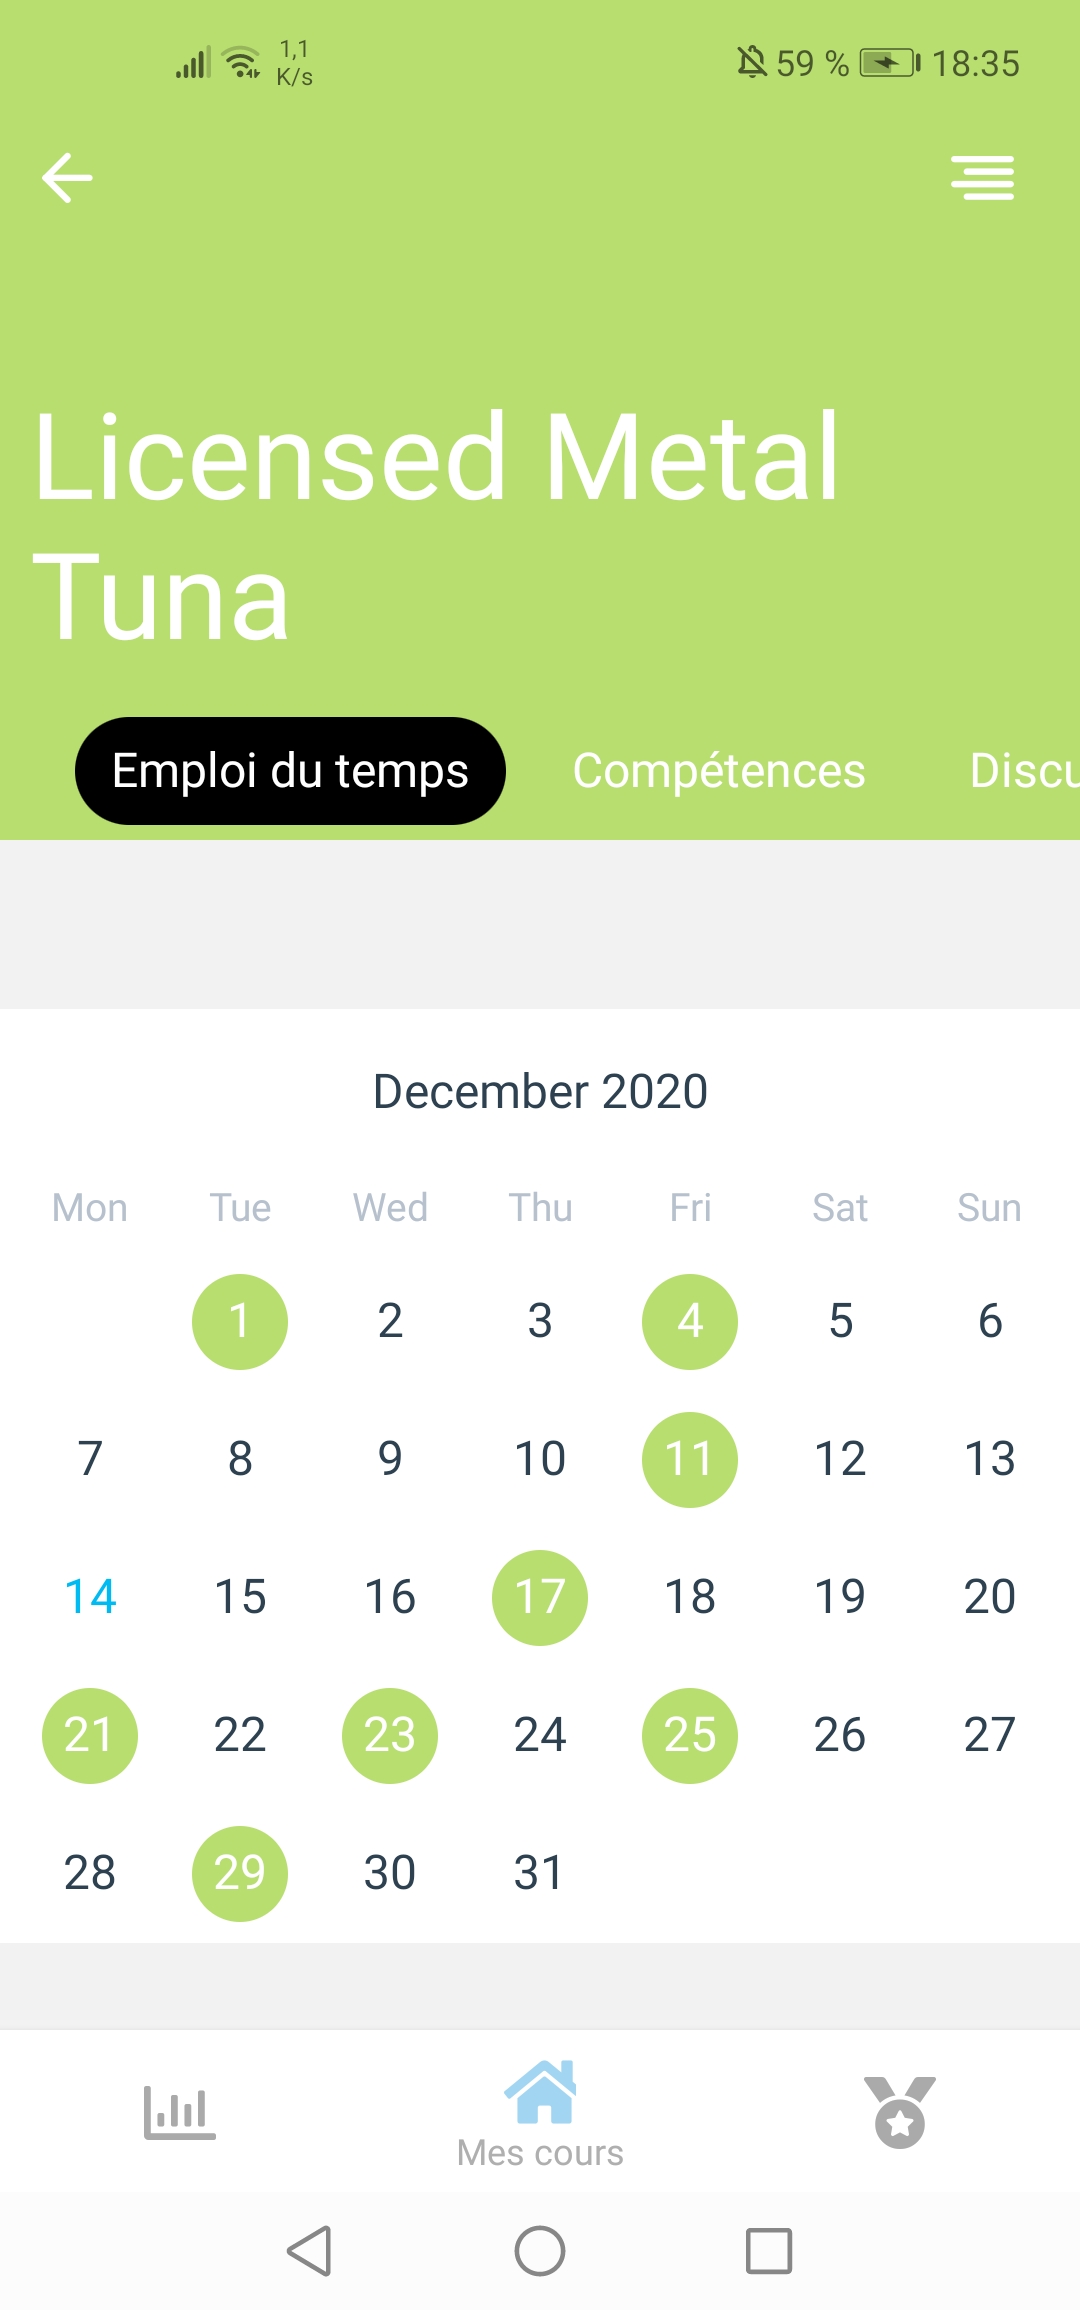 1,1
K/s
59 % 18:35
Licensed Metal
Tuna
Emploi du temps Compétences Discu
December 2020
Mon Tue Wed Thu Fri Sat Sun
1 2 3 4 5 6
7 8 9 10 11 12 13
14 15 16 17 18 19 20
21 22 23 24 25 26 27
28 29 30 31
Mes cours